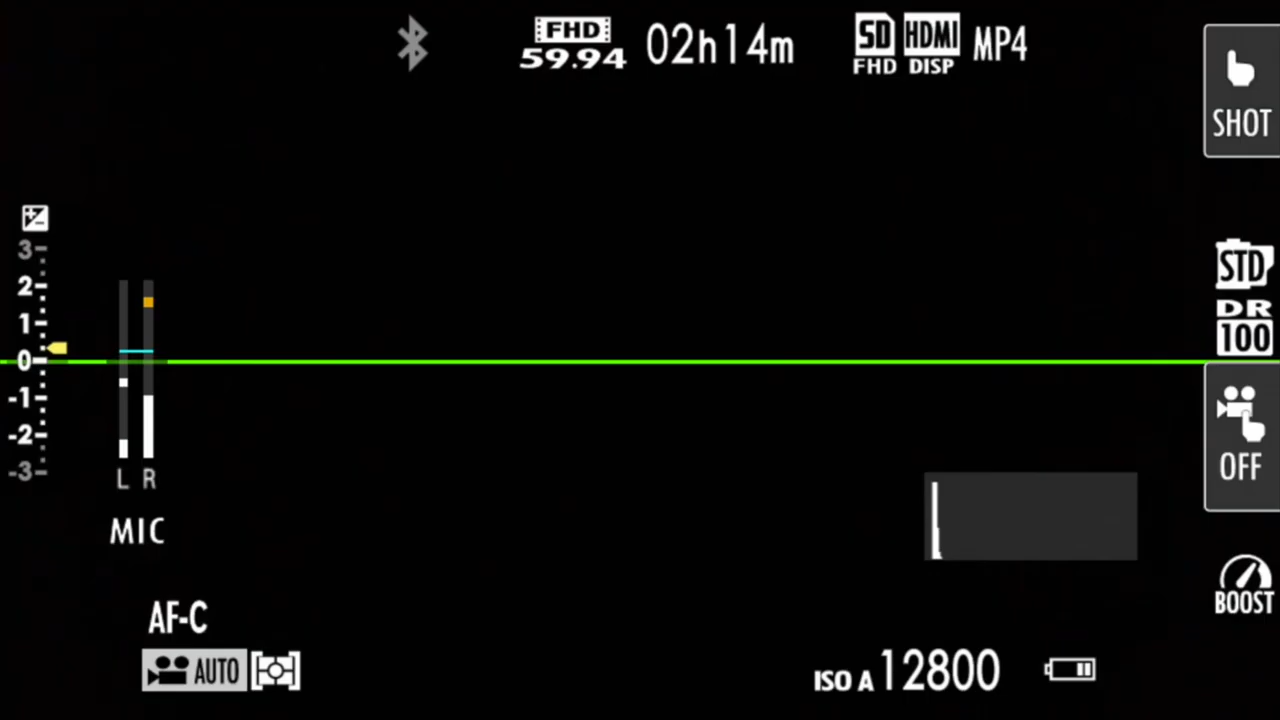 FHD
59.94
02h14m
SD
FHD
HDMI
DISP
MP4
SHOT
3
2
1
0
-1
-2
-3
L R
MIC
STD
DR
100
OFF
BOOST
AF-C
AUTO
ISO A 12800